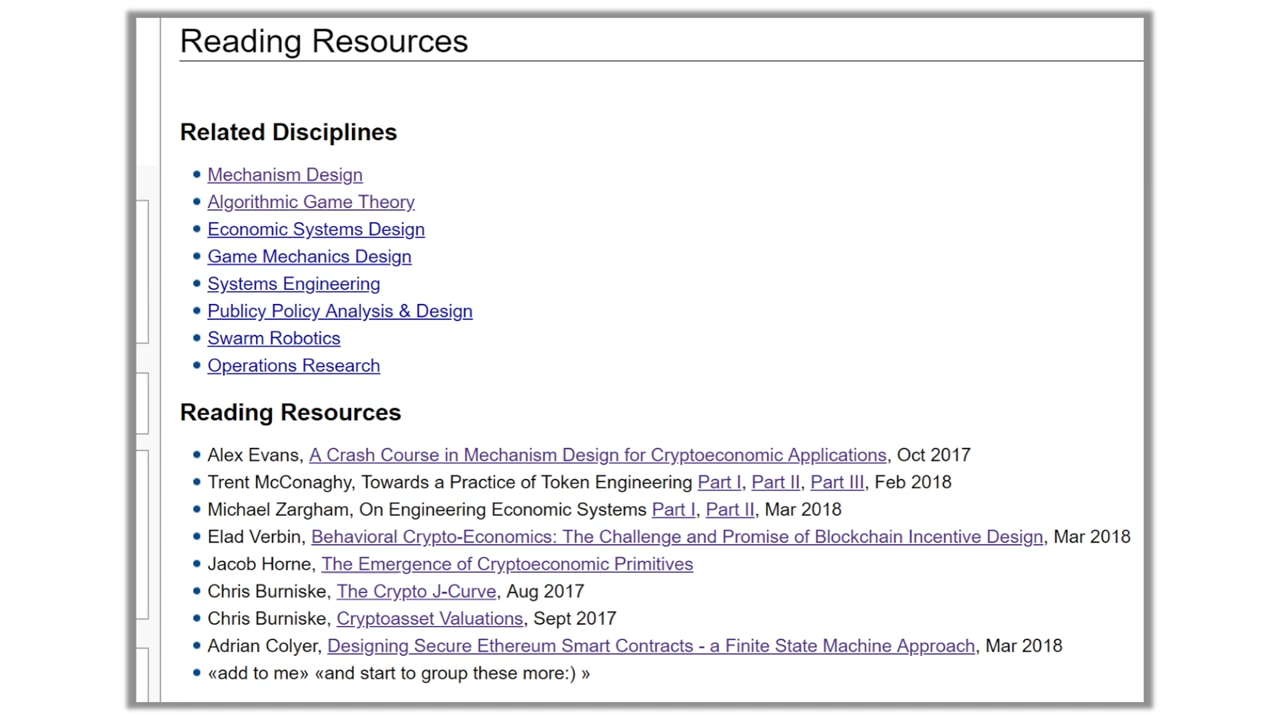 Reading Resources
Related Disciplines
Mechanism Design
Algorithmic Game Theory
Economic Systems Design
Game Mechanics Design
Systems Engineering
Publicy Policy Analysis & Design
Swarm Robotics
Operations Research
Reading Resources
Alex Evans, A Crash Course in Mechanism Design for Cryptoeconomic Applications, Oct 2017
Trent McConaghy, Towards a Practice of Token Engineering Part I, Part II, Part III, Feb 2018
Michael Zargham, On Engineering Economic Systems Part I, Part II, Mar 2018
Elad Verbin, Behavioral Crypto-Economics: The Challenge and Promise of Blockchain Incentive Design, Mar 2018
Jacob Horne, The Emergence of Cryptoeconomic Primitives
Chris Burniske, The Crypto J-Curve, Aug 2017
Chris Burniske, Cryptoasset Valuations, Sept 2017
Adrian Colyer, Designing Secure Ethereum Smart Contracts - a Finite State Machine Approach, Mar 2018
«add to me» «and start to group these more:) »